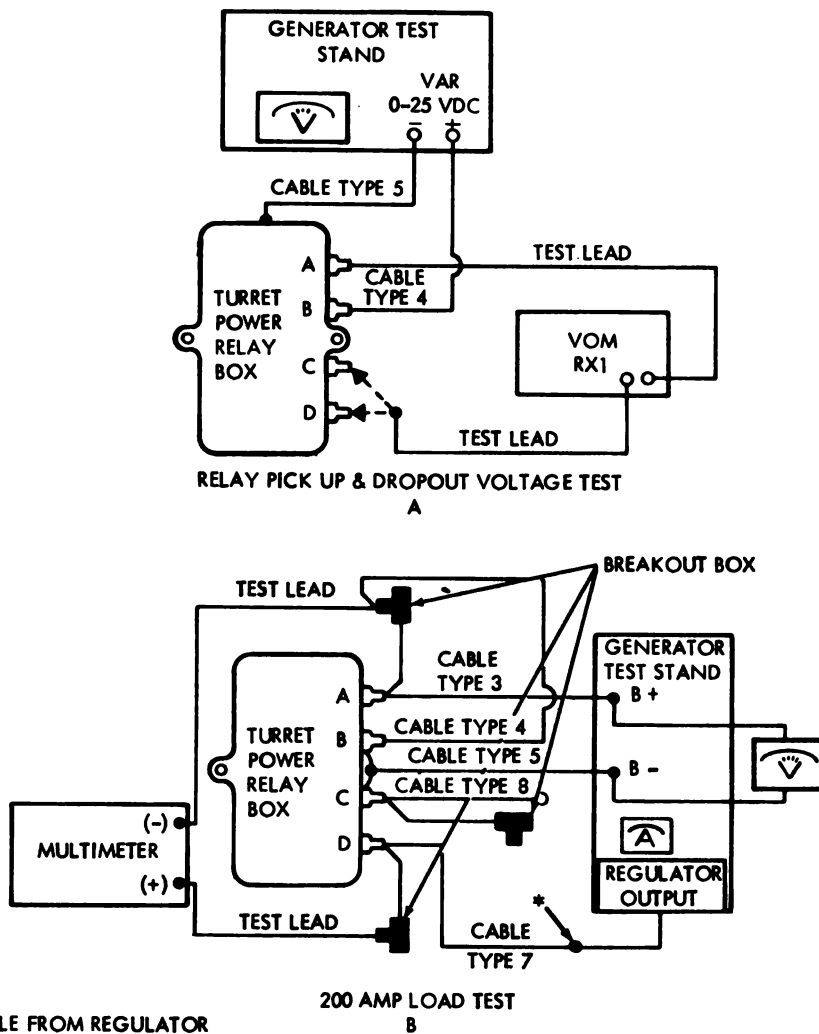 GENERATOR TEST
STAND
VAR
0-25 VDC
V
- +
CABLE TYPE 5
TURRET
POWER
RELAY
BOX
A
B
C
D
CABLE
TYPE 4
TEST LEAD
VOM
RX1
TEST LEAD
RELAY PICK UP & DROPOUT VOLTAGE TEST
A
BREAKOUT BOX
TEST LEAD
TURRET
POWER
RELAY
BOX
A
B
C
D
CABLE
TYPE 3
CABLE TYPE 4
CABLE TYPE 5
CABLE TYPE 8
GENERATOR
TEST STAND
B +
B -
V
A
REGULATOR
OUTPUT
MULTIMETER
(-)
(+)
TEST LEAD
*
CABLE
TYPE 7
200 AMP LOAD TEST
B
LE FROM REGULATOR